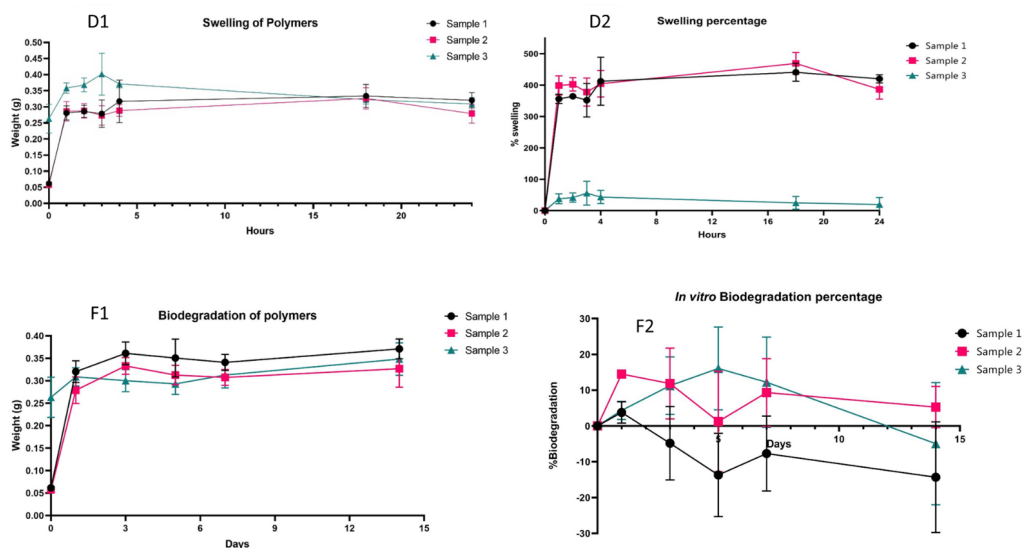 D1
Swelling of Polymers
Sample 1
Sample 2
Sample 3
0.50
0.45
0.40
0.35
0.30
0.25
0.20
0.15
0.10
0.05
0.00
Weight (g)
0 5 10 15 20
Hours
D2
Swelling percentage
Sample 1
Sample 2
Sample 3
500
400
300
200
100
0
% swelling
0 4 8 12 16 20 24
Hours
F1
Biodegradation of polymers
Sample 1
Sample 2
Sample 3
0.40
0.35
0.30
0.25
0.20
0.15
0.10
0.05
0.00
Weight (g)
0 3 6 9 12 15
Days
In vitro Biodegradation percentage
F2
Sample 1
Sample 2
Sample 3
30
20
10
0
-10
-20
-30
%Biodegradation
5 10 15
Days